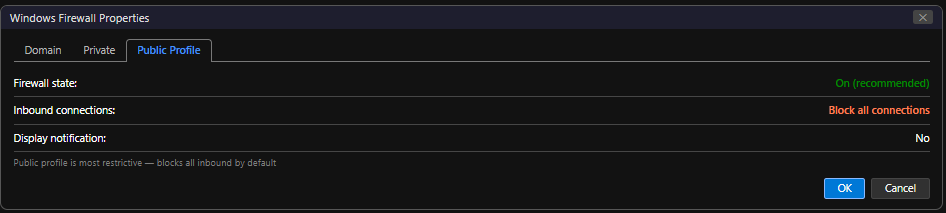 Windows Firewall Properties
Domain Private Public Profile
Firewall state: On (recommended)
Inbound connections: Block all connections
Display notification: No
Public profile is most restrictive — blocks all inbound by default
OK Cancel